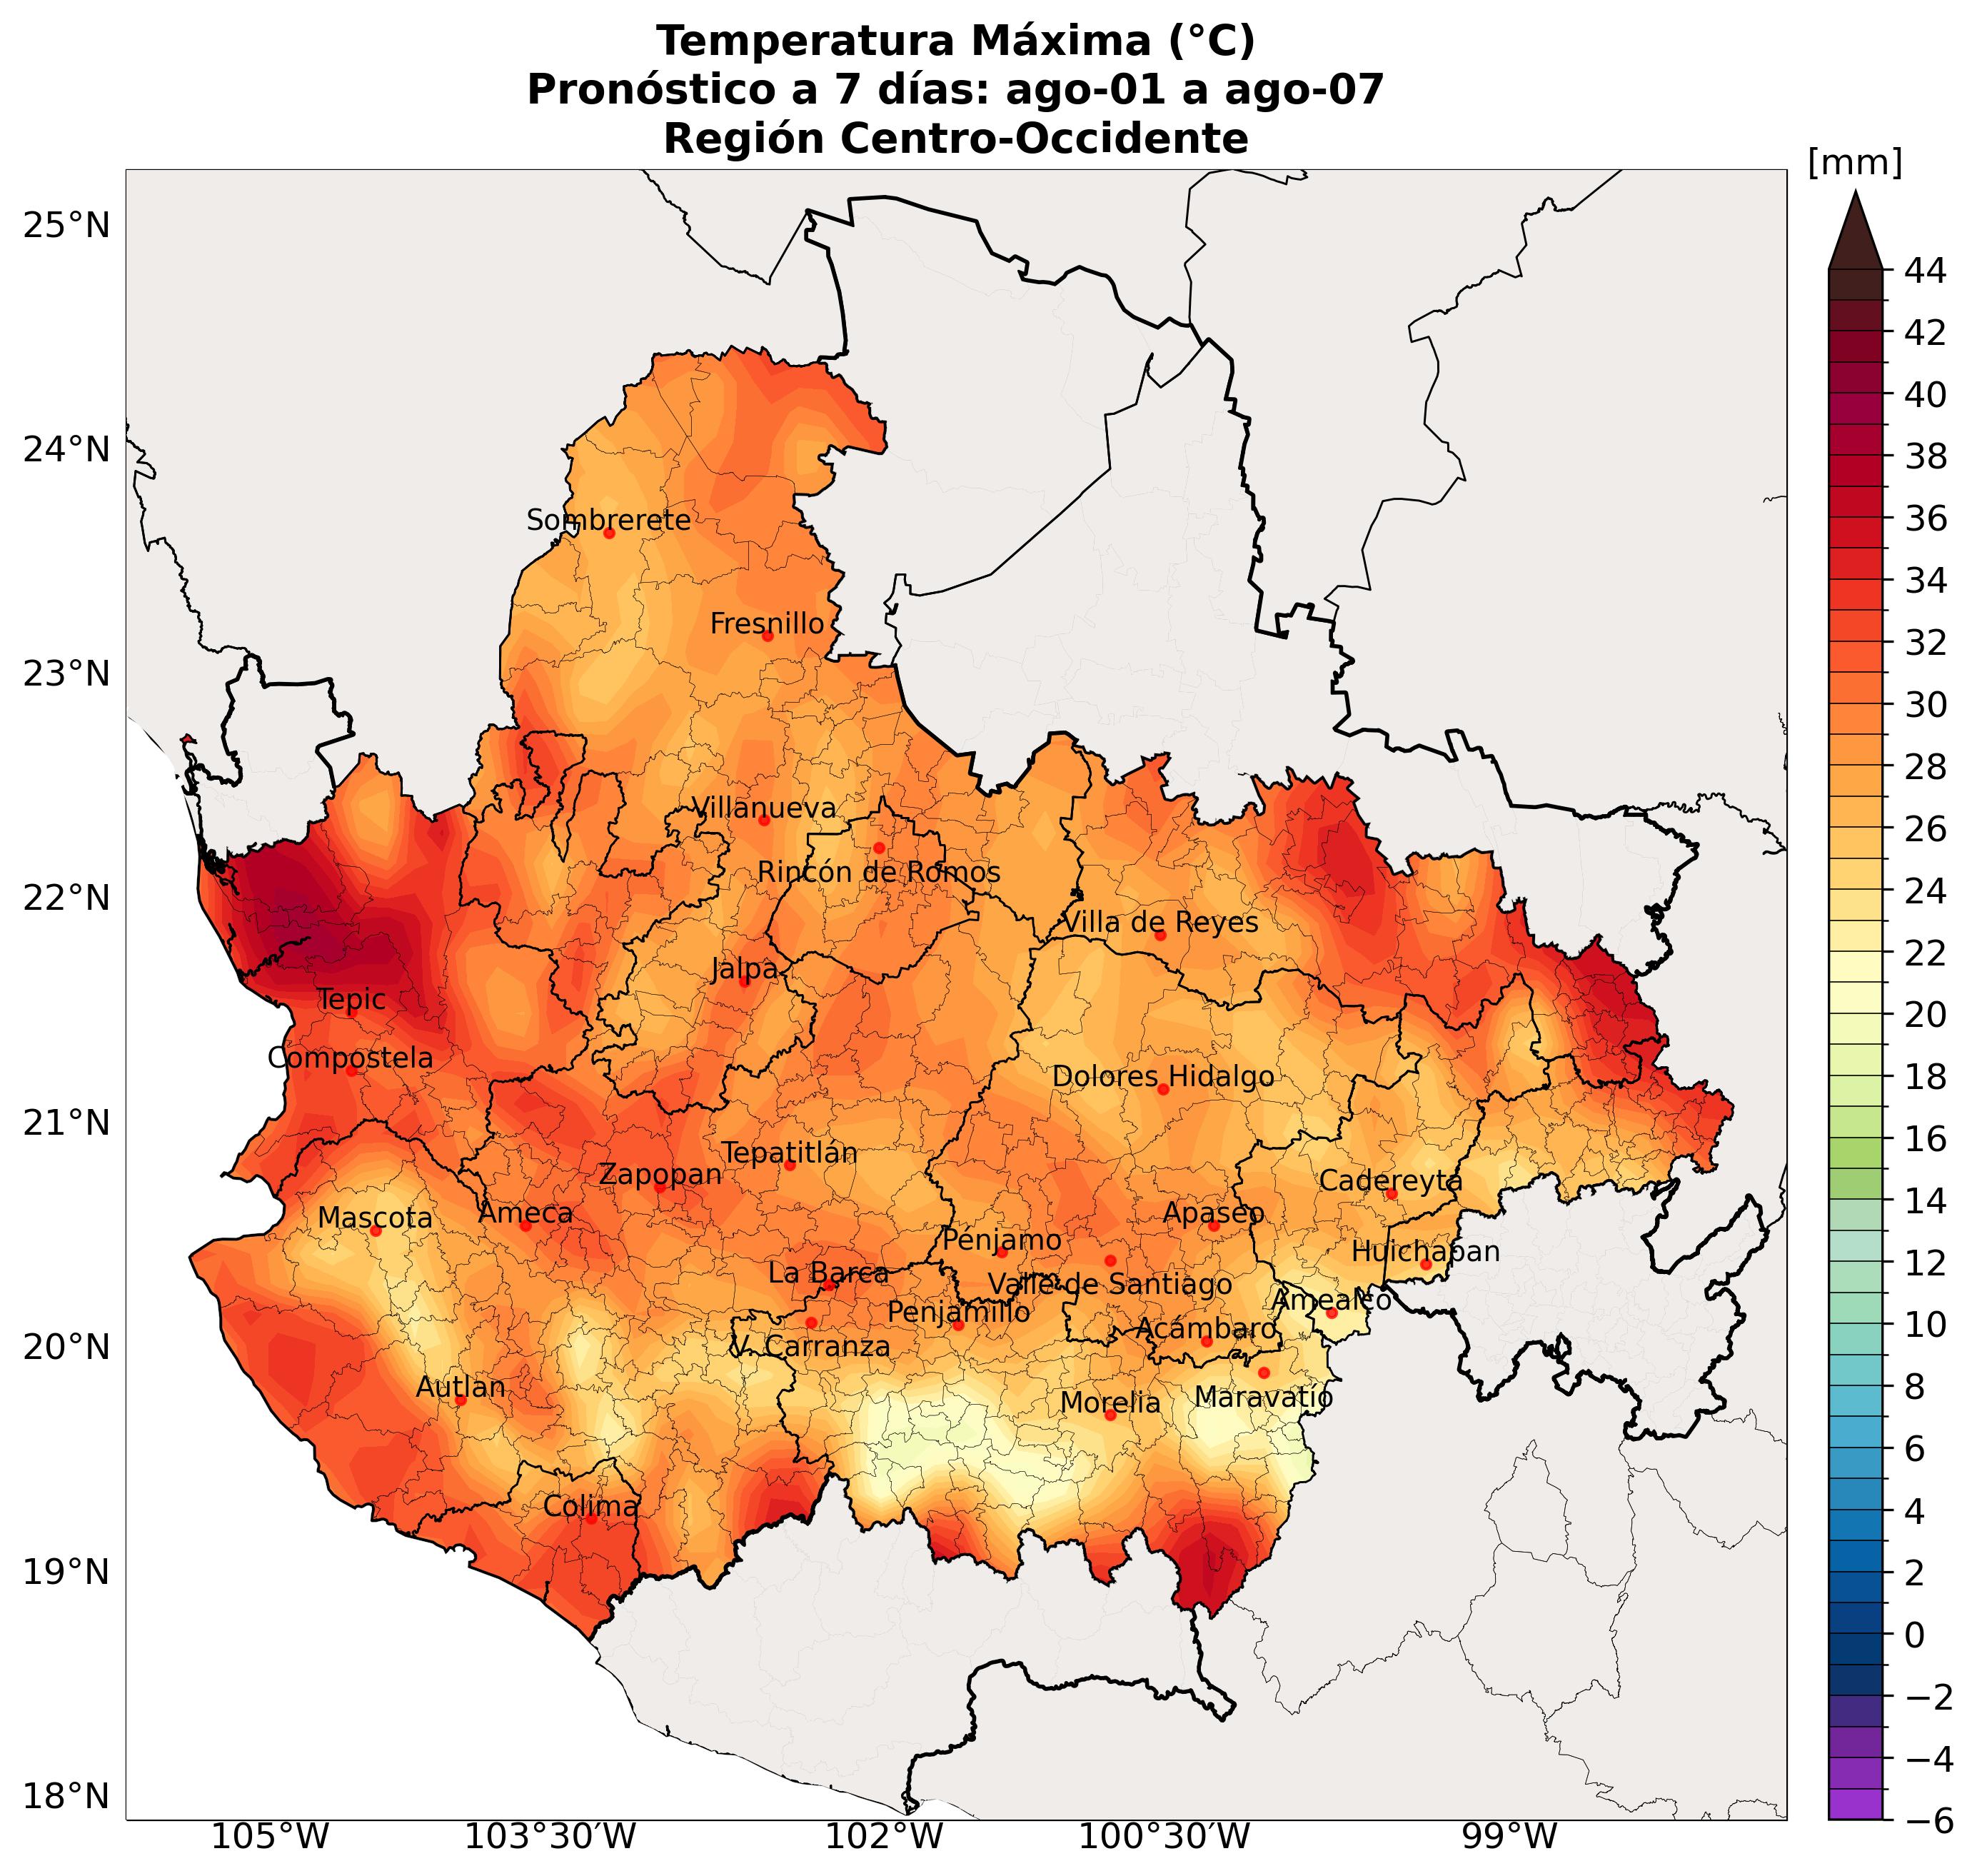 Temperatura Máxima (°C)
Pronóstico a 7 días: ago-01 a ago-07
Región Centro-Occidente
[mm]
25°N
24°N
23°N
22°N
21°N
20°N
19°N
18°N
Sombrerete
Fresnillo
Villanueva
Rincón de Romos
Villa de Reyes
Jalpa
Tepic
Compostela
Dolores Hidalgo
Tepatitlán
Zapopan
Cadereyta
Mascota
Ameca
Apaseo
Pénjamo
Huichapan
La Barca
Valle de Santiago
Amealco
Penjamillo
Acámbaro
V. Carranza
Autlan
Morelia
Maravatío
Colima
105°W
103°30′W
102°W
100°30′W
99°W
44
42
40
38
36
34
32
30
28
26
24
22
20
18
16
14
12
10
8
6
4
2
0
−2
−4
−6